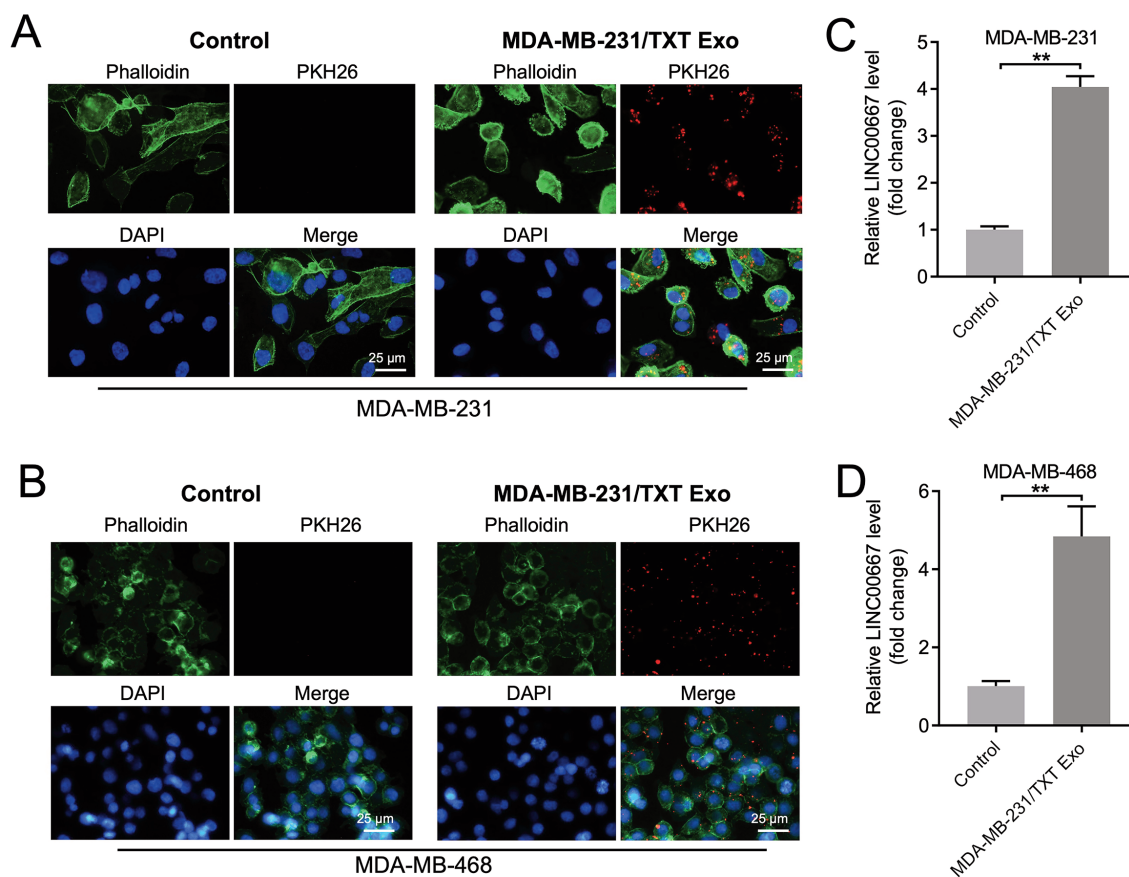 A
Control
MDA-MB-231/TXT Exo
Phalloidin
PKH26
Phalloidin
PKH26
DAPI
Merge
DAPI
Merge
25 µm
25 µm
MDA-MB-231
B
Control
MDA-MB-231/TXT Exo
Phalloidin
PKH26
Phalloidin
PKH26
DAPI
Merge
DAPI
Merge
25 µm
25 µm
MDA-MB-468
C
MDA-MB-231
**
Relative LINC00667 level
(fold change)
5
4
3
2
1
0
Control
MDA-MB-231/TXT Exo
D
MDA-MB-468
**
Relative LINC00667 level
(fold change)
6
4
2
0
Control
MDA-MB-231/TXT Exo